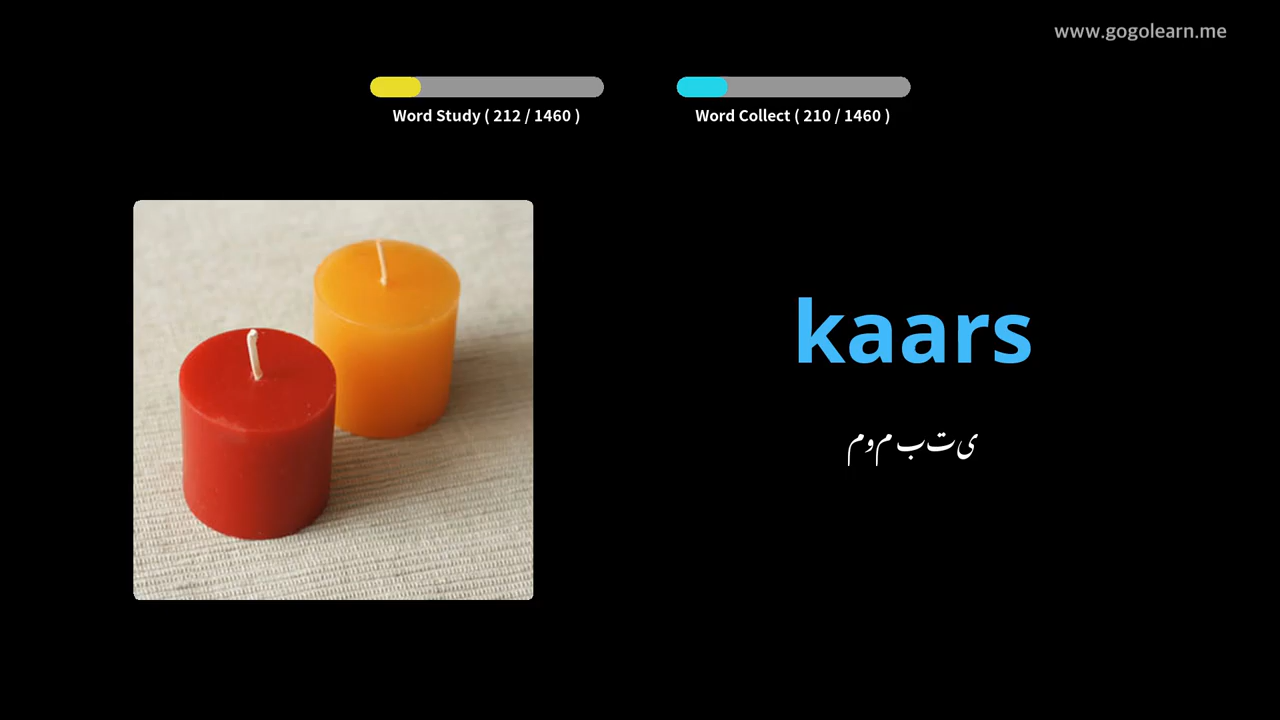 www.gogolearn.me
Word Study ( 212 / 1460 )
Word Collect ( 210 / 1460 )
kaars
موم بتی